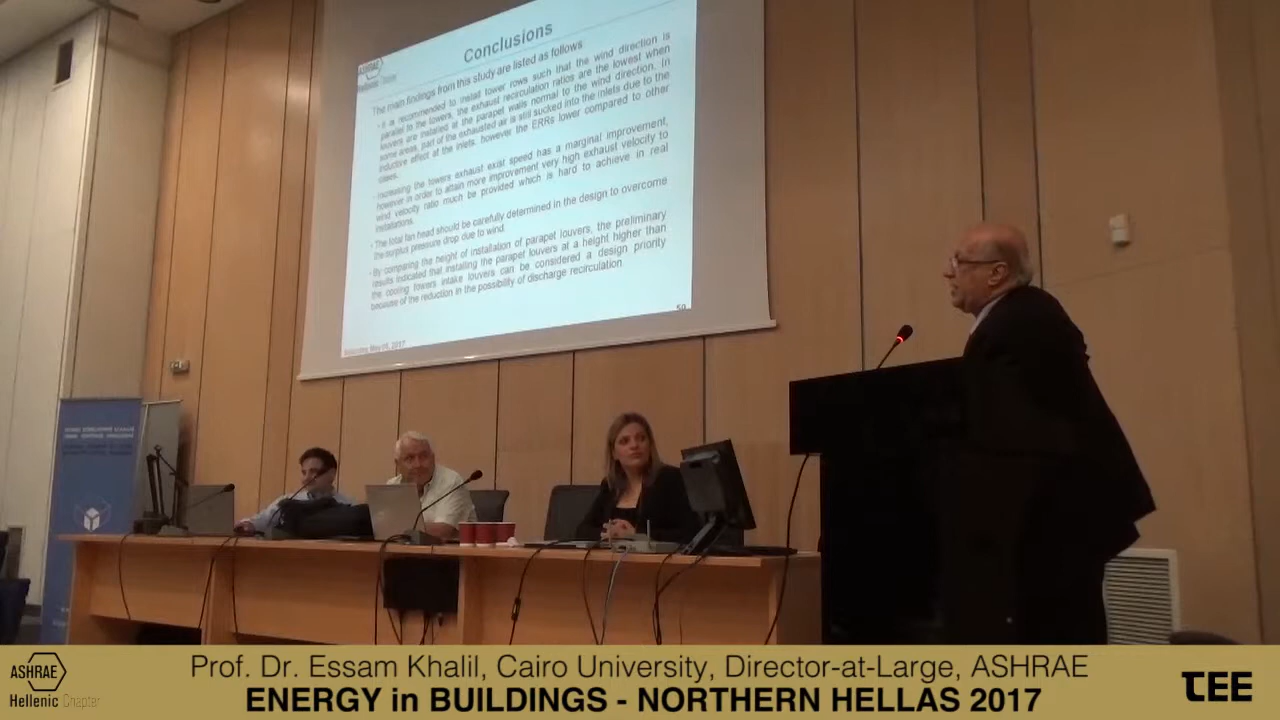 Conclusions
ASHRAE
Hellenic Chapter
The main findings from this study are listed as follows
It is recommended to install tower rows such that the wind direction is
parallel to the towers, the exhaust recirculation ratios are the lowest when
louvers are installed at the parapet walls normal to the wind direction. In
some areas, part of the exhausted air is still sucked into the inlets due to the
inductive effect at the inlets; however the ERRs lower compared to other
cases.
Increasing the towers exhaust exist speed has a marginal improvement,
however in order to attain more improvement very high exhaust velocity to
wind velocity ratio much be provided which is hard to achieve in real
installations.
• The total fan head should be carefully determined in the design to overcome
the surplus pressure drop due to wind.
By comparing the height of installation of parapet louvers, the preliminary
results indicated that installing the parapet louvers at a height higher than
the cooling towers intake louvers can be considered a design priority
because of the reduction in the possibility of discharge recirculation
50
2017
ASHRAE
Hellenic Chapter
Prof. Dr. Essam Khalil, Cairo University, Director-at-Large, ASHRAE
ENERGY in BUILDINGS - NORTHERN HELLAS 2017
TEE